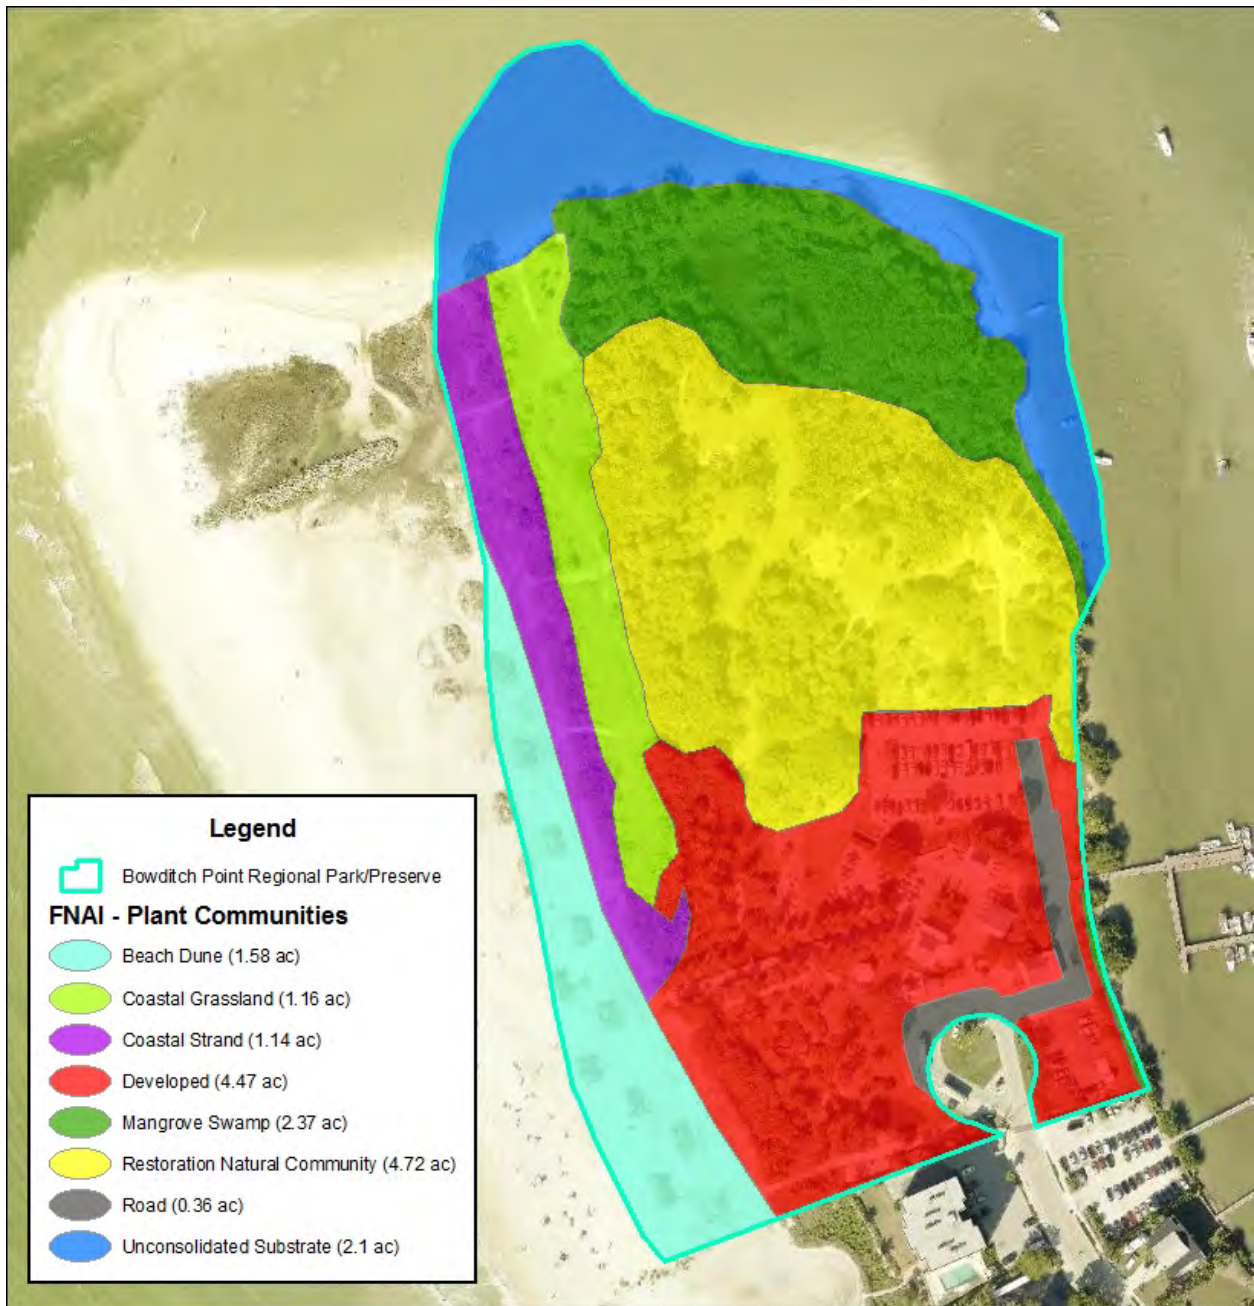 Legend
Bowditch Point Regional Park/Preserve
FNAI - Plant Communities
Beach Dune (1.58 ac)
Coastal Grassland (1.16 ac)
Coastal Strand (1.14 ac)
Developed (4.47 ac)
Mangrove Swamp (2.37 ac)
Restoration Natural Community (4.72 ac)
Road (0.36 ac)
Unconsolidated Substrate (2.1 ac)